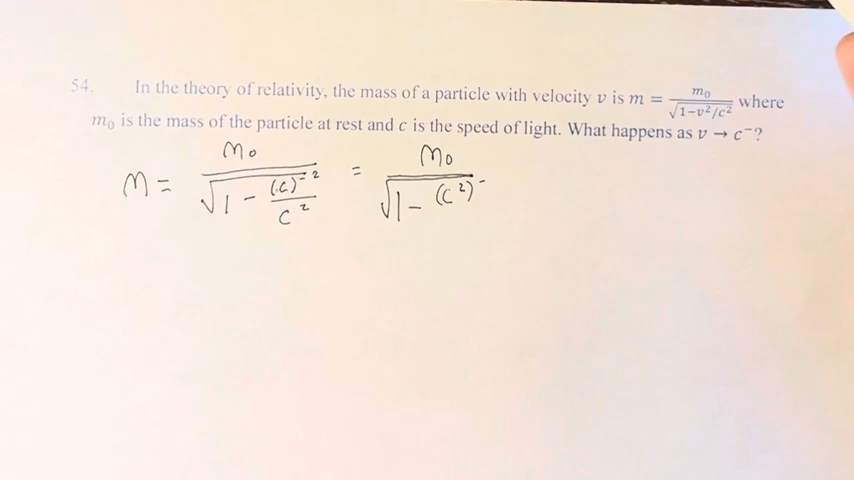 54. In the theory of relativity, the mass of a particle with velocity v is m = m₀/√(1−v²/c²) where
m₀ is the mass of the particle at rest and c is the speed of light. What happens as v → c⁻?
m = m₀/√(1 − (c)⁻²/c²) = m₀/√(1 − (c²)⁻